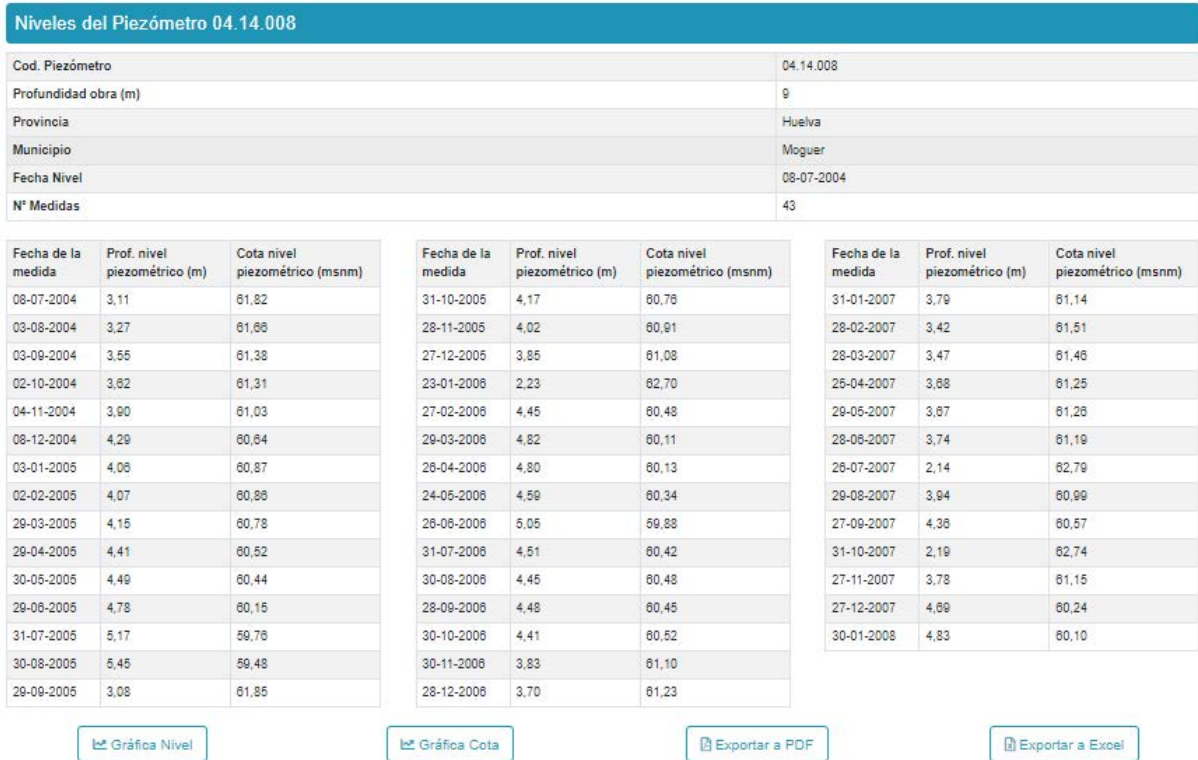 Niveles del Piezómetro 04.14.008
Cod. Piezómetro 04.14.008
Profundidad obra (m) 9
Provincia Huelva
Municipio Moguer
Fecha Nivel 08-07-2004
Nº Medidas 43
Fecha de la medida Prof. nivel piezométrico (m) Cota nivel piezométrico (msnm)
08-07-2004 3,11 61,82
03-08-2004 3,27 61,66
03-09-2004 3,55 61,38
02-10-2004 3,62 61,31
04-11-2004 3,90 61,03
08-12-2004 4,29 60,64
03-01-2005 4,06 60,87
02-02-2005 4,07 60,86
29-03-2005 4,15 60,78
29-04-2005 4,41 60,52
30-05-2005 4,49 60,44
29-06-2005 4,78 60,15
31-07-2005 5,17 59,76
30-08-2005 5,45 59,48
29-09-2005 3,08 61,85
Fecha de la medida Prof. nivel piezométrico (m) Cota nivel piezométrico (msnm)
31-10-2005 4,17 60,76
28-11-2005 4,02 60,91
27-12-2005 3,85 61,08
23-01-2006 2,23 62,70
27-02-2006 4,45 60,48
29-03-2006 4,82 60,11
26-04-2006 4,80 60,13
24-05-2006 4,59 60,34
26-06-2006 5,05 59,88
31-07-2006 4,51 60,42
30-08-2006 4,45 60,48
28-09-2006 4,48 60,45
30-10-2006 4,41 60,52
30-11-2006 3,83 61,10
28-12-2006 3,70 61,23
Fecha de la medida Prof. nivel piezométrico (m) Cota nivel piezométrico (msnm)
31-01-2007 3,79 61,14
28-02-2007 3,42 61,51
28-03-2007 3,47 61,46
25-04-2007 3,68 61,25
29-05-2007 3,67 61,26
28-06-2007 3,74 61,19
26-07-2007 2,14 62,79
29-08-2007 3,94 60,99
27-09-2007 4,36 60,57
31-10-2007 2,19 62,74
27-11-2007 3,78 61,15
27-12-2007 4,69 60,24
30-01-2008 4,83 60,10
Gráfica Nivel
Gráfica Cota
Exportar a PDF
Exportar a Excel